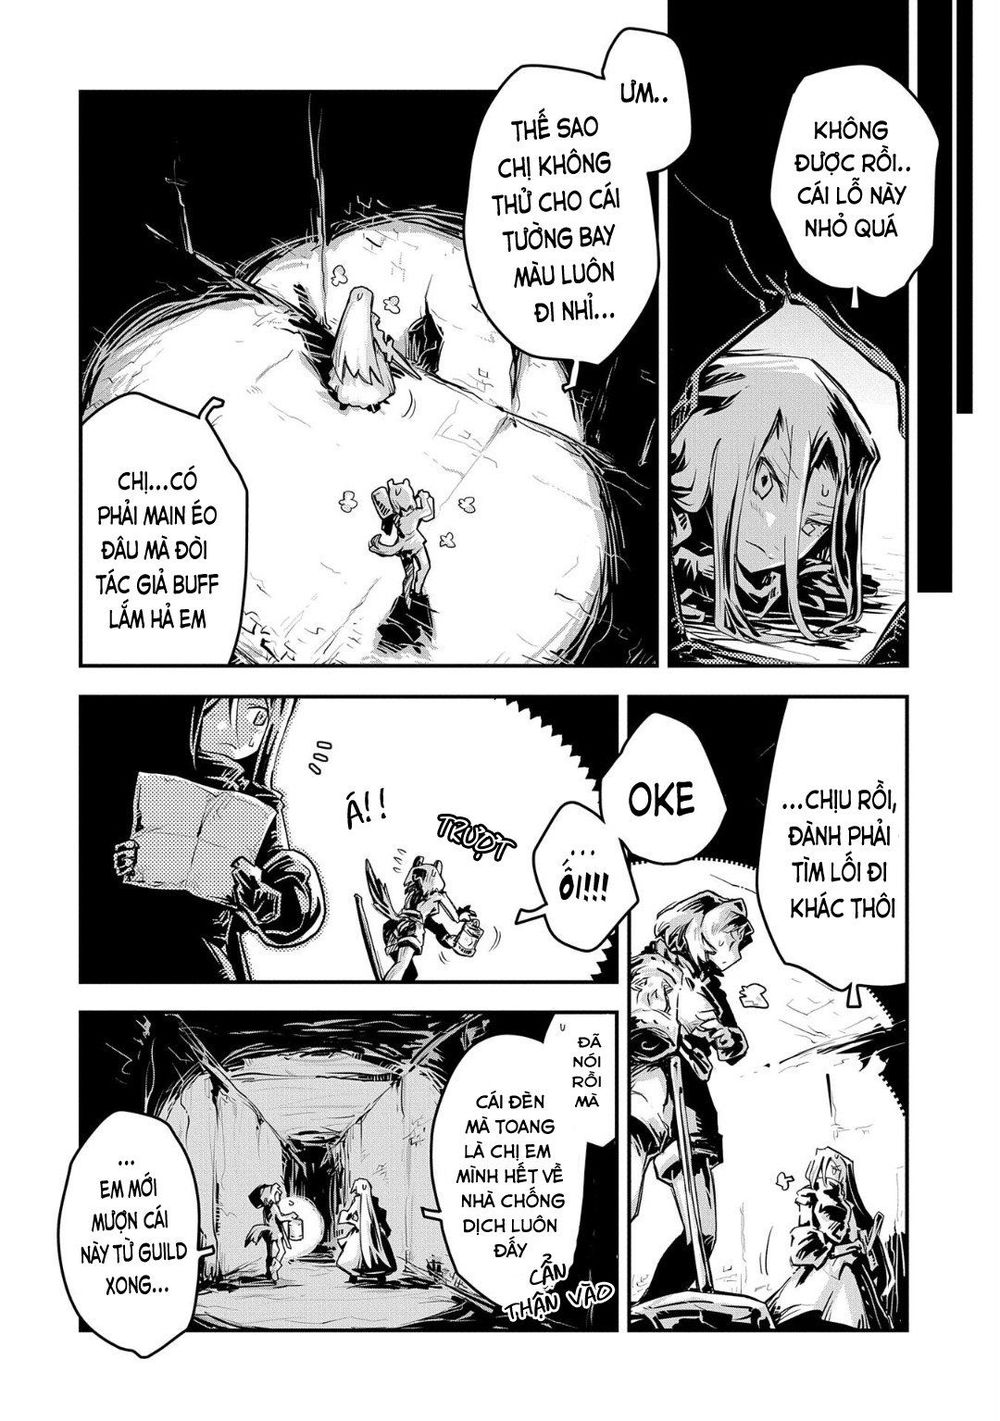 KHÔNG
ĐƯỢC RỒI..
CÁI LỖ NÀY
NHỎ QUÁ
ƯM..
THẾ SAO
CHỊ KHÔNG
THỬ CHO CÁI
TƯỜNG BAY
MÀU LUÔN
ĐI NHỈ...
CHỊ...CÓ
PHẢI MAIN ÉO
ĐÂU MÀ ĐÒI
TÁC GIẢ BUFF
LẮM HẢ EM
...CHỊU RỒI,
ĐÀNH PHẢI
TÌM LỐI ĐI
KHÁC THÔI
OKE
...
ỐI!!!
TRƯỢT
Á!!
ĐÃ
NÓI
RỒI
MÀ
CÁI ĐÈN
MÀ TOANG
LÀ CHỊ EM
MÌNH HẾT VỀ
NHÀ CHỐNG
DỊCH LUÔN
ĐẤY
CẨN
THẬN VÀO
...
EM MỚI
MƯỢN CÁI
NÀY TỪ GUILD
XONG...